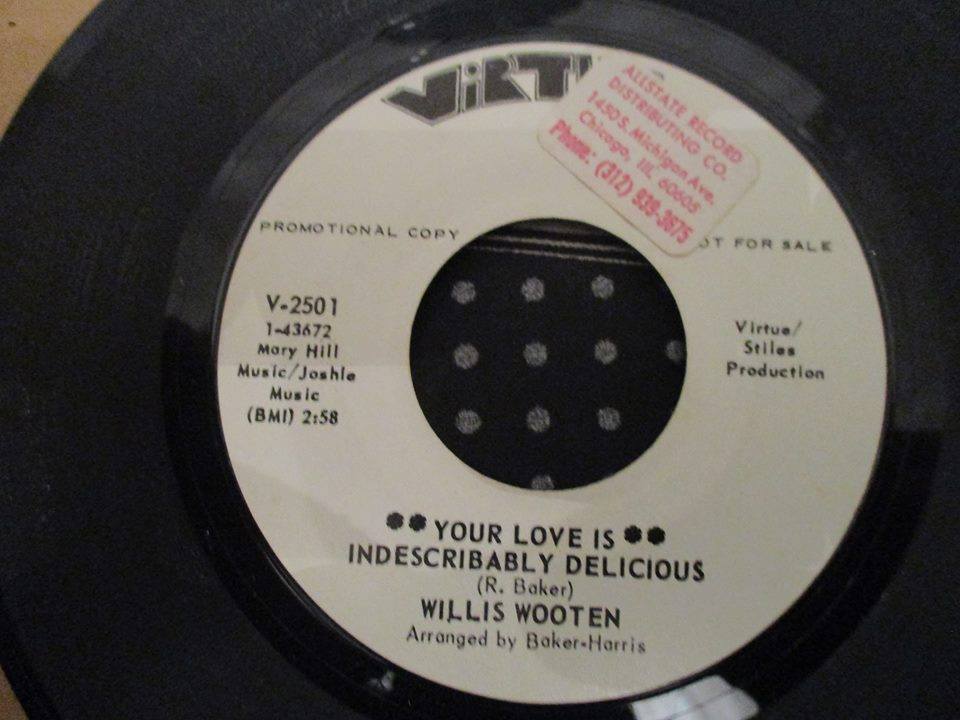 VIRT
ALLSTATE RECORD
DISTRIBUTING CO.
1450 S. Michigan Ave.
Chicago, Ill. 60605
Phone: (312) 939-3675
PROMOTIONAL COPY
OT FOR SALE
V-2501
1-43672
Mary Hill
Music/Joshie
Music
(BMI) 2:58
Virtue/
Stiles
Production
YOUR LOVE IS
INDESCRIBABLY DELICIOUS
(R. Baker)
WILLIS WOOTEN
Arranged by Baker-Harris